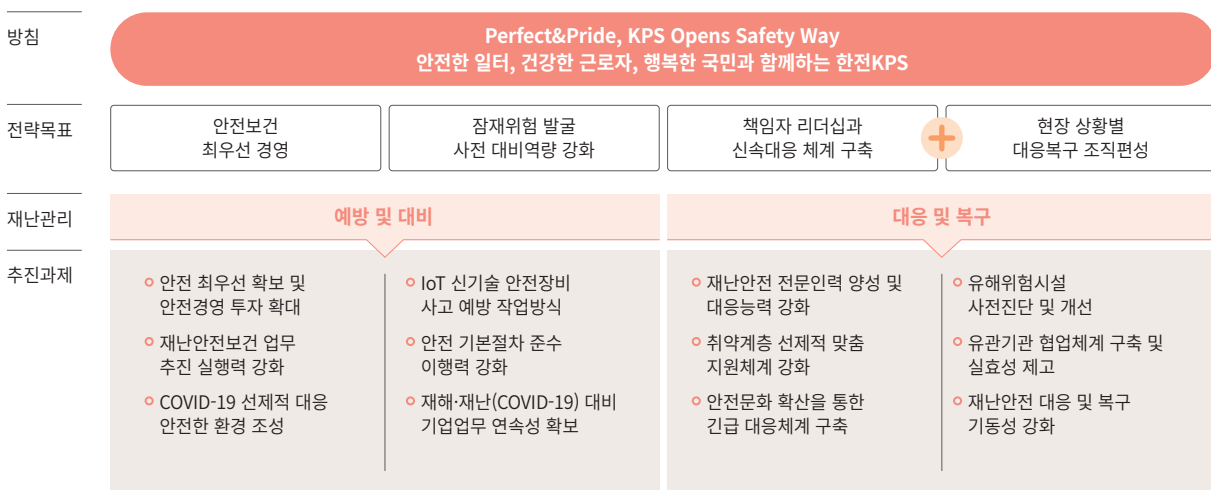 방침
Perfect&Pride, KPS Opens Safety Way
안전한 일터, 건강한 근로자, 행복한 국민과 함께하는 한전KPS
전략목표
안전보건
최우선 경영
잠재위험 발굴
사전 대비역량 강화
책임자 리더십과
신속대응 체계 구축
현장 상황별
대응복구 조직편성
재난관리
예방 및 대비
대응 및 복구
추진과제
안전 최우선 확보 및
안전경영 투자 확대
재난안전보건 업무
추진 실행력 강화
COVID-19 선제적 대응
안전한 환경 조성
IoT 신기술 안전장비
사고 예방 작업방식
안전 기본절차 준수
이행력 강화
재해·재난(COVID-19) 대비
기업업무 연속성 확보
재난안전 전문인력 양성 및
대응능력 강화
취약계층 선제적 맞춤
지원체계 강화
안전문화 확산을 통한
긴급 대응체계 구축
유해위험시설
사전진단 및 개선
유관기관 협업체계 구축 및
실효성 제고
재난안전 대응 및 복구
기동성 강화